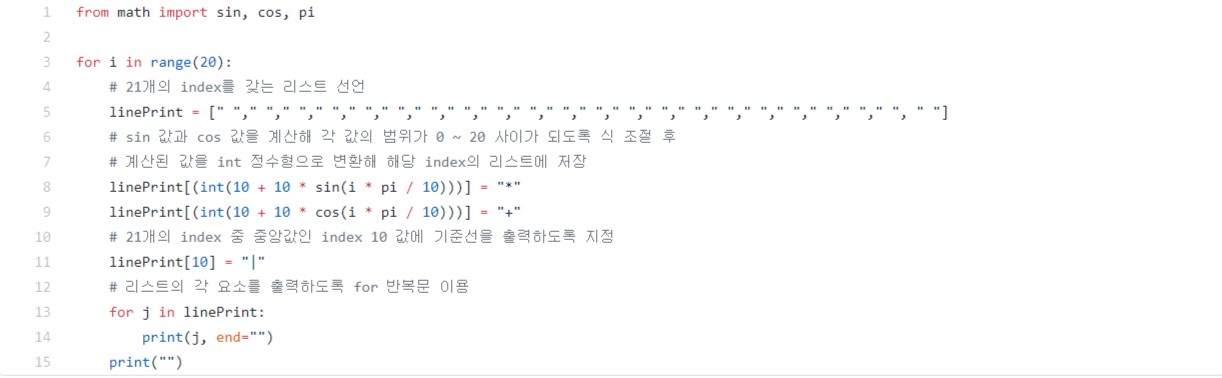 1 from math import sin, cos, pi
2
3 for i in range(20):
4 # 21개의 index를 갖는 리스트 선언
5 linePrint = [" "," "," "," "," "," "," "," "," "," "," "," "," "," "," "," "," "," "," "," "," ", " "]
6 # sin 값과 cos 값을 계산해 각 값의 범위가 0 ~ 20 사이가 되도록 식 조절 후
7 # 계산된 값을 int 정수형으로 변환해 해당 index의 리스트에 저장
8 linePrint[(int(10 + 10 * sin(i * pi / 10)))] = "*"
9 linePrint[(int(10 + 10 * cos(i * pi / 10)))] = "+"
10 # 21개의 index 중 중앙값인 index 10 값에 기준선을 출력하도록 지정
11 linePrint[10] = "|"
12 # 리스트의 각 요소를 출력하도록 for 반복문 이용
13 for j in linePrint:
14 print(j, end="")
15 print("")